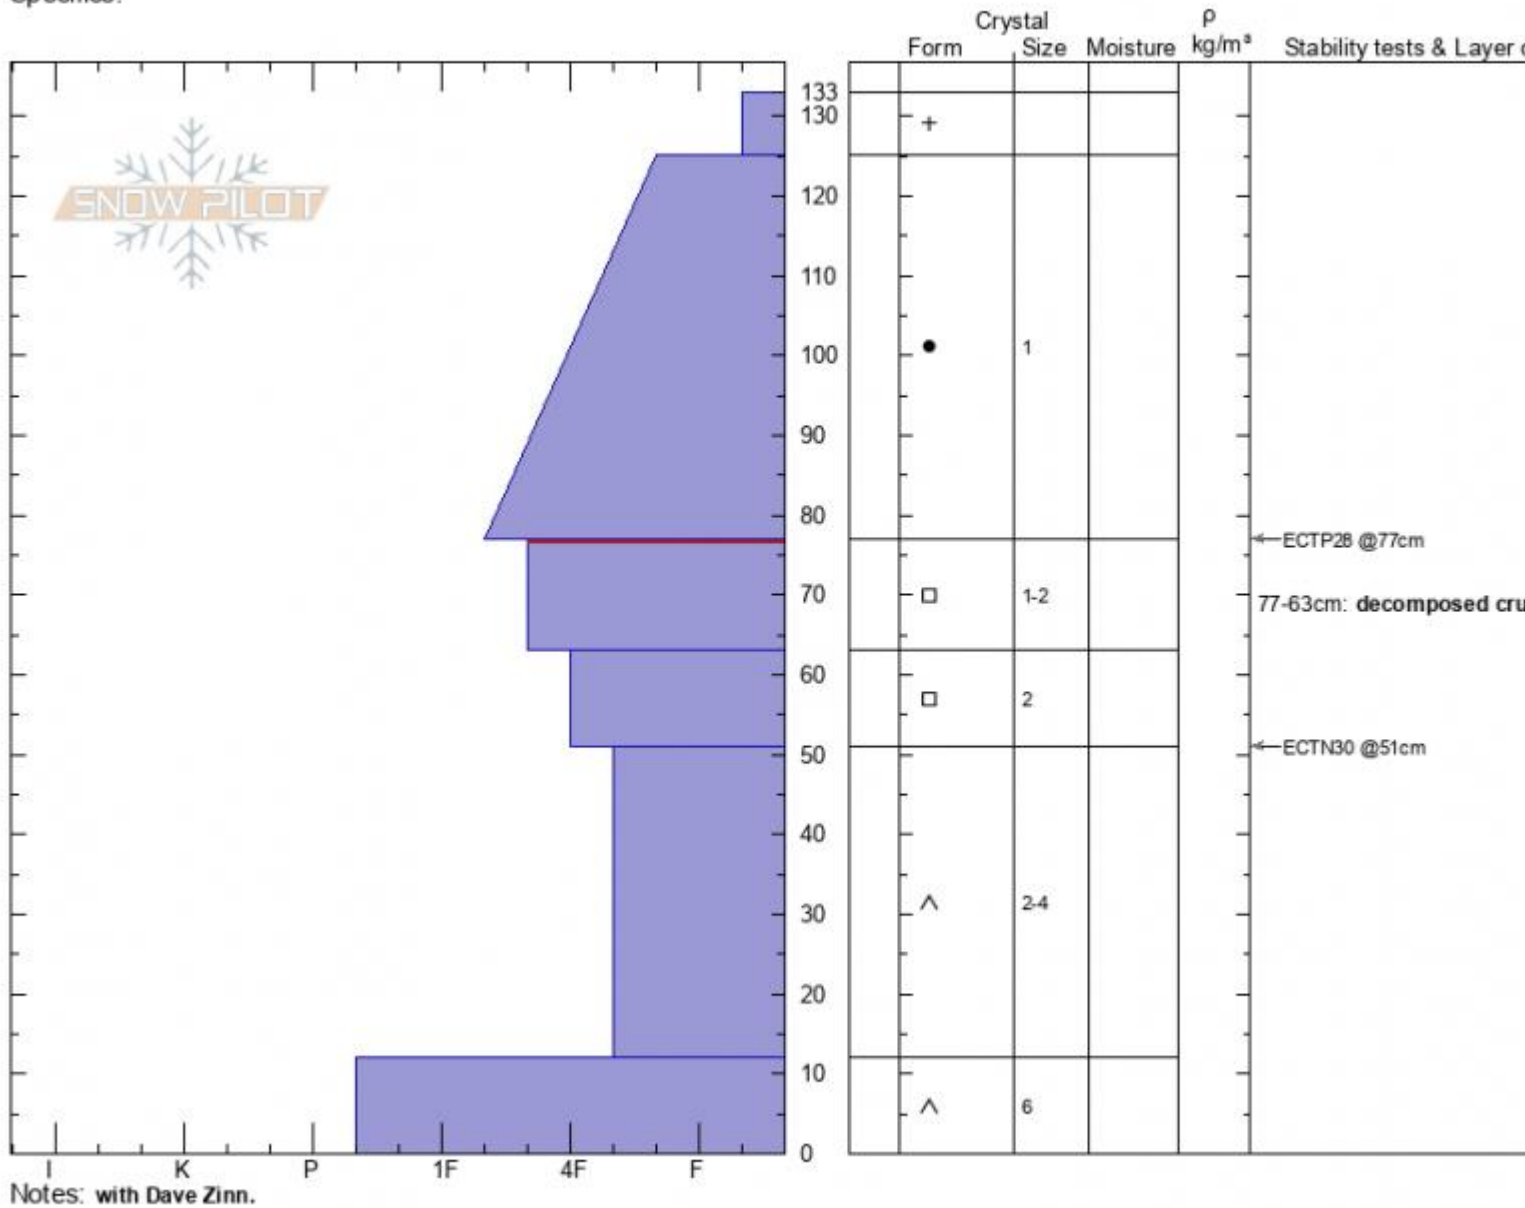 Crystal
ρ
Form Size Moisture kg/m³ Stability tests & Layer
133
130
SNOW PILOT
120
110
100
1
90
80
ECTP28 @77cm
70
1-2
77-63cm: decomposed
60
2
50
ECTN30 @51cm
40
30
2-4
20
10
6
0
I K P 1F 4F F
Notes: with Dave Zinn.